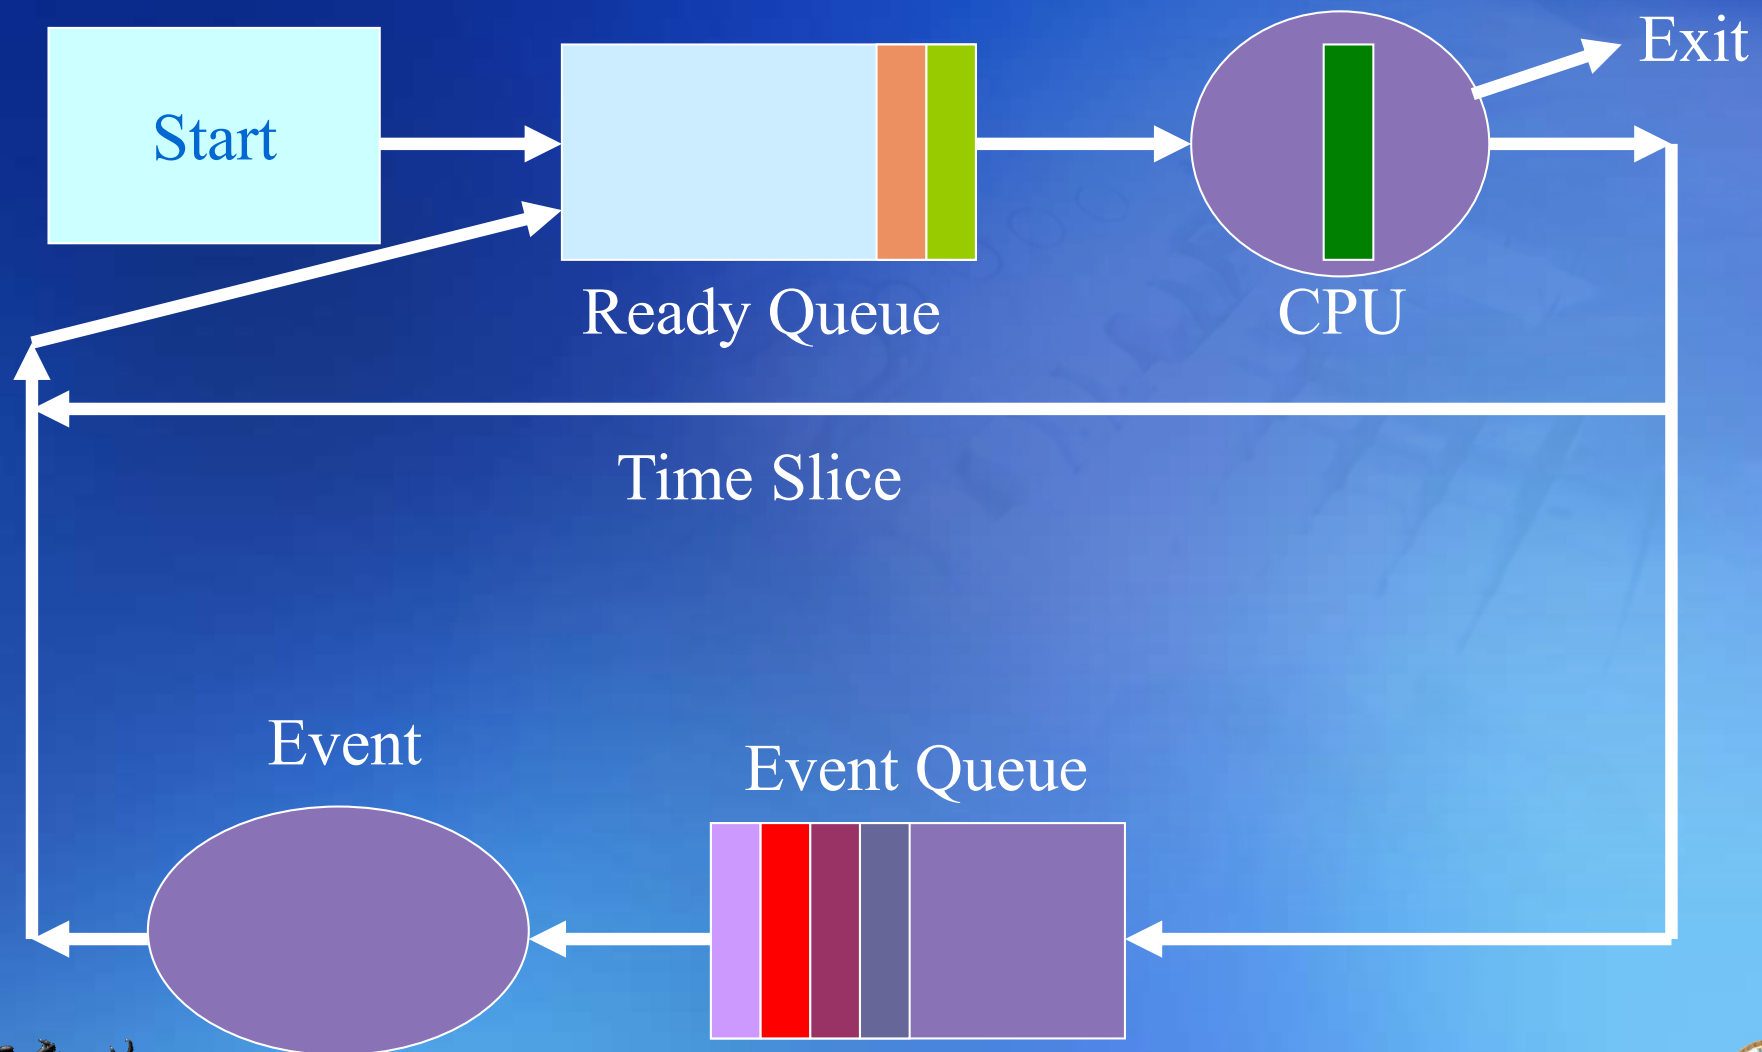 Exit
Start
Ready Queue
CPU
Time Slice
Event
Event Queue